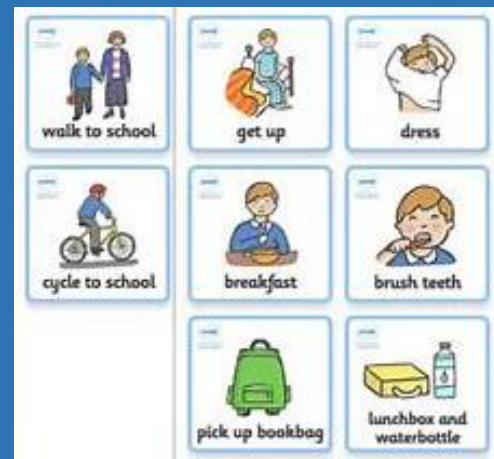 walk to school
get up
dress
cycle to school
breakfast
brush teeth
pick up bookbag
lunchbox and
waterbottle